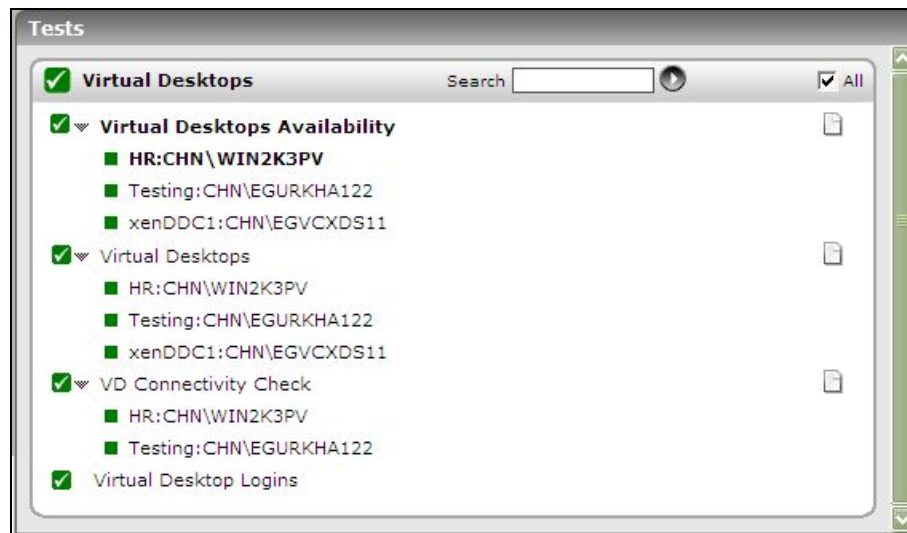 Tests
Virtual Desktops Search All
Virtual Desktops Availability
HR:CHN\WIN2K3PV
Testing:CHN\EGURKHA122
xenDDC1:CHN\EGVCXDS11
Virtual Desktops
HR:CHN\WIN2K3PV
Testing:CHN\EGURKHA122
xenDDC1:CHN\EGVCXDS11
VD Connectivity Check
HR:CHN\WIN2K3PV
Testing:CHN\EGURKHA122
Virtual Desktop Logins